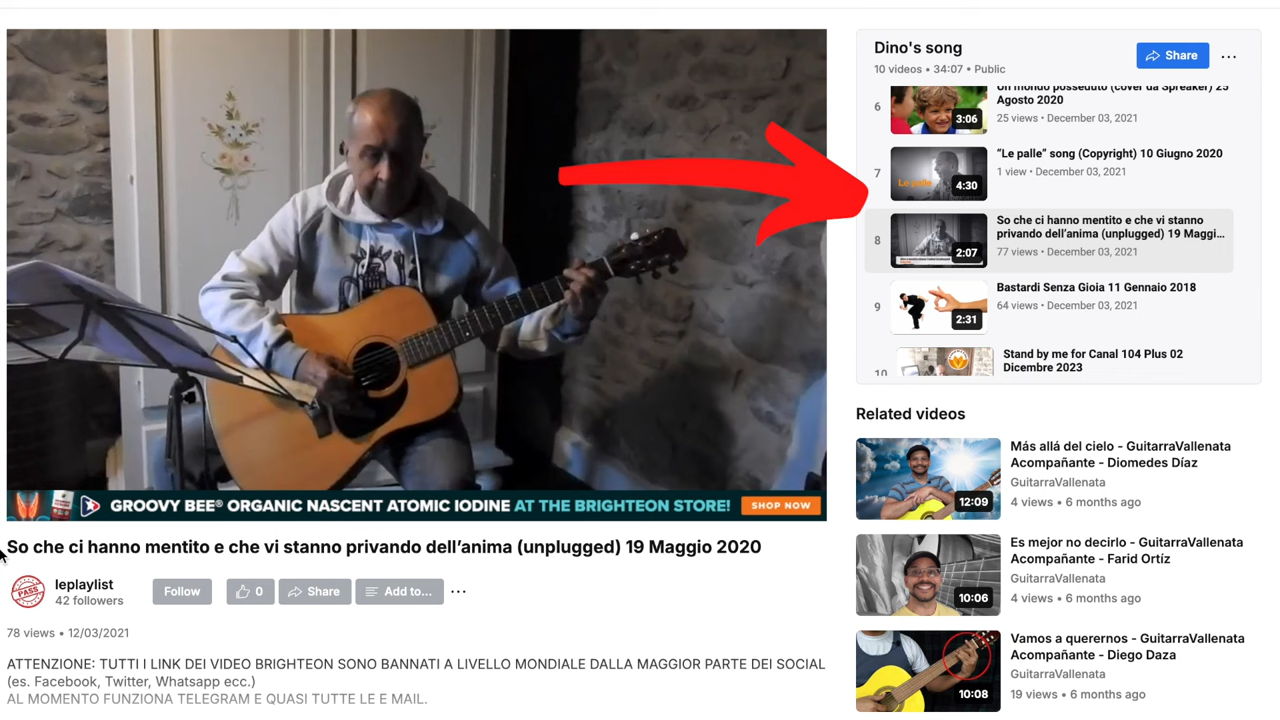 GROOVY BEE® ORGANIC NASCENT ATOMIC IODINE AT THE BRIGHTEON STORE!
SHOP NOW
So che ci hanno mentito e che vi stanno privando dell’anima (unplugged) 19 Maggio 2020
PASS
leplaylist
42 followers
Follow
0
Share
Add to...
78 views • 12/03/2021
ATTENZIONE: TUTTI I LINK DEI VIDEO BRIGHTEON SONO BANNATI A LIVELLO MONDIALE DALLA MAGGIOR PARTE DEI SOCIAL
(es. Facebook, Twitter, Whatsapp ecc.)
AL MOMENTO FUNZIONA TELEGRAM E QUASI TUTTE LE E MAIL.
Dino's song
10 videos • 34:07 • Public
Share
6
3:06
Un mondo posseduto (cover da Spreaker) 25
Agosto 2020
25 views • December 03, 2021
7
Le palle
4:30
“Le palle” song (Copyright) 10 Giugno 2020
1 view • December 03, 2021
8
2:07
So che ci hanno mentito e che vi stanno
privando dell’anima (unplugged) 19 Maggi...
77 views • December 03, 2021
9
2:31
Bastardi Senza Gioia 11 Gennaio 2018
64 views • December 03, 2021
10
Stand by me for Canal 104 Plus 02
Dicembre 2023
Related videos
12:09
Más allá del cielo - GuitarraVallenata
Acompañante - Diomedes Díaz
GuitarraVallenata
4 views • 6 months ago
10:06
Es mejor no decirlo - GuitarraVallenata
Acompañante - Farid Ortíz
GuitarraVallenata
4 views • 6 months ago
10:08
Vamos a querernos - GuitarraVallenata
Acompañante - Diego Daza
GuitarraVallenata
19 views • 6 months ago